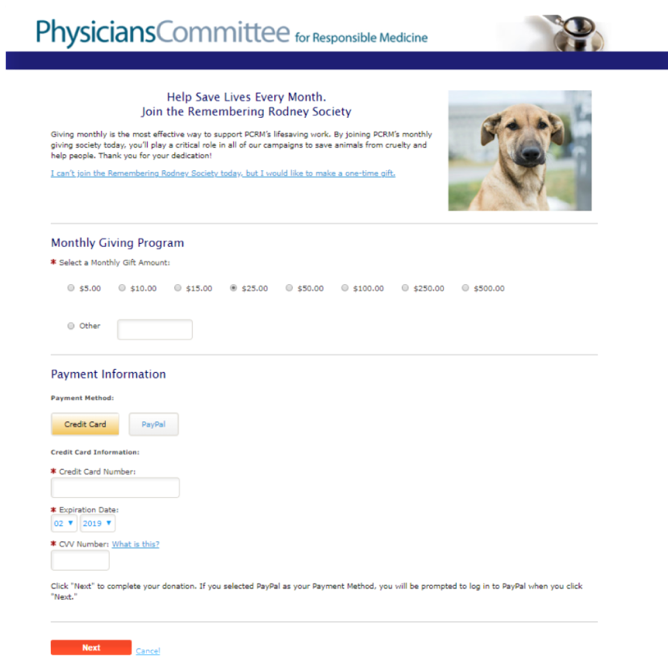 PhysiciansCommittee for Responsible Medicine
Help Save Lives Every Month.
Join the Remembering Rodney Society
Giving monthly is the most effective way to support PCRM's lifesaving work. By joining PCRM's monthly
giving society today, you'll play a critical role in all of our campaigns to save animals from cruelty and
help people. Thank you for your dedication!
I can't join the Remembering Rodney Society today, but I would like to make a one-time gift.
Monthly Giving Program
* Select a Monthly Gift Amount:
$5.00 $10.00 $15.00 $25.00 $50.00 $100.00 $250.00 $500.00
Other
Payment Information
Payment Method:
Credit Card PayPal
Credit Card Information:
* Credit Card Number:
* Expiration Date:
02 2019
* CVV Number: What is this?
Click "Next" to complete your donation. If you selected PayPal as your Payment Method, you will be prompted to log in to PayPal when you click
"Next."
Next Cancel